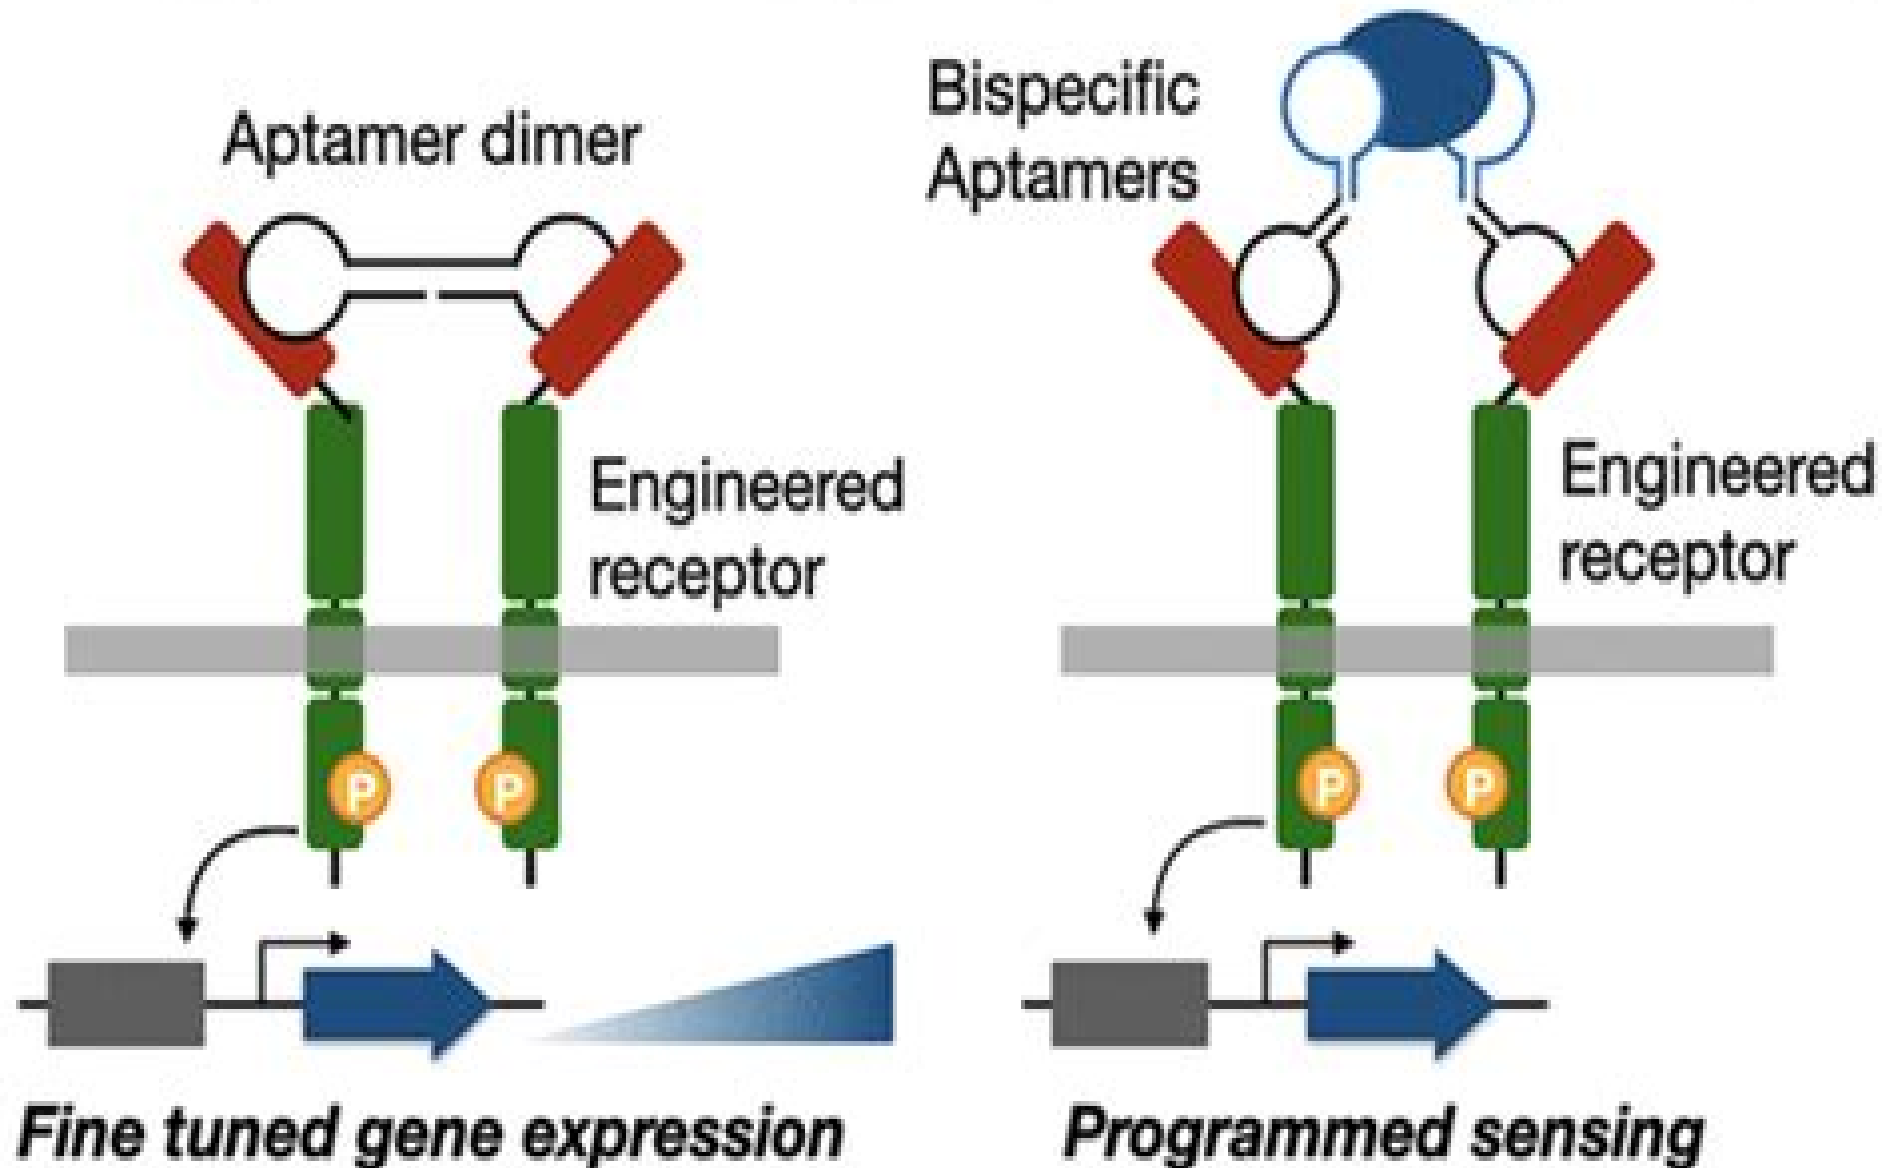 Aptamer dimer
Engineered
receptor
P
P
Fine tuned gene expression
Bispecific
Aptamers
Engineered
receptor
P
P
Programmed sensing